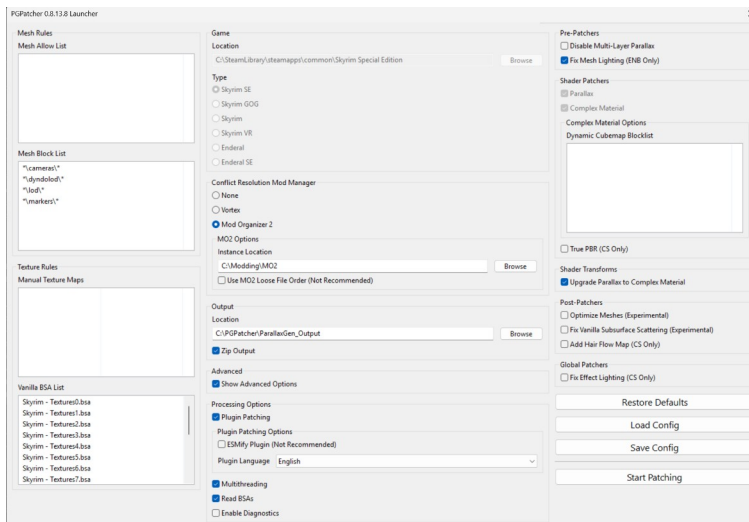 PGPatcher 0.8.13.8 Launcher
Mesh Rules
Mesh Allow List
Mesh Block List
*\cameras\*
*\dyndolod\*
*\lod\*
*\markers\*
Texture Rules
Manual Texture Maps
Vanilla BSA List
Skyrim - Textures0.bsa
Skyrim - Textures1.bsa
Skyrim - Textures2.bsa
Skyrim - Textures3.bsa
Skyrim - Textures4.bsa
Skyrim - Textures5.bsa
Skyrim - Textures6.bsa
Skyrim - Textures7.bsa
Game
Location
C:\SteamLibrary\steamapps\common\Skyrim Special Edition
Browse
Type
Skyrim SE
Skyrim GOG
Skyrim
Skyrim VR
Enderal
Enderal SE
Conflict Resolution Mod Manager
None
Vortex
Mod Organizer 2
MO2 Options
Instance Location
C:\Modding\MO2
Browse
Use MO2 Loose File Order (Not Recommended)
Output
Location
C:\PGPatcher\ParallaxGen_Output
Browse
Zip Output
Advanced
Show Advanced Options
Processing Options
Plugin Patching
Plugin Patching Options
ESMify Plugin (Not Recommended)
Plugin Language
English
Multithreading
Read BSAs
Enable Diagnostics
Pre-Patchers
Disable Multi-Layer Parallax
Fix Mesh Lighting (ENB Only)
Shader Patchers
Parallax
Complex Material
Complex Material Options
Dynamic Cubemap Blocklist
True PBR (CS Only)
Shader Transforms
Upgrade Parallax to Complex Material
Post-Patchers
Optimize Meshes (Experimental)
Fix Vanilla Subsurface Scattering (Experimental)
Add Hair Flow Map (CS Only)
Global Patchers
Fix Effect Lighting (CS Only)
Restore Defaults
Load Config
Save Config
Start Patching